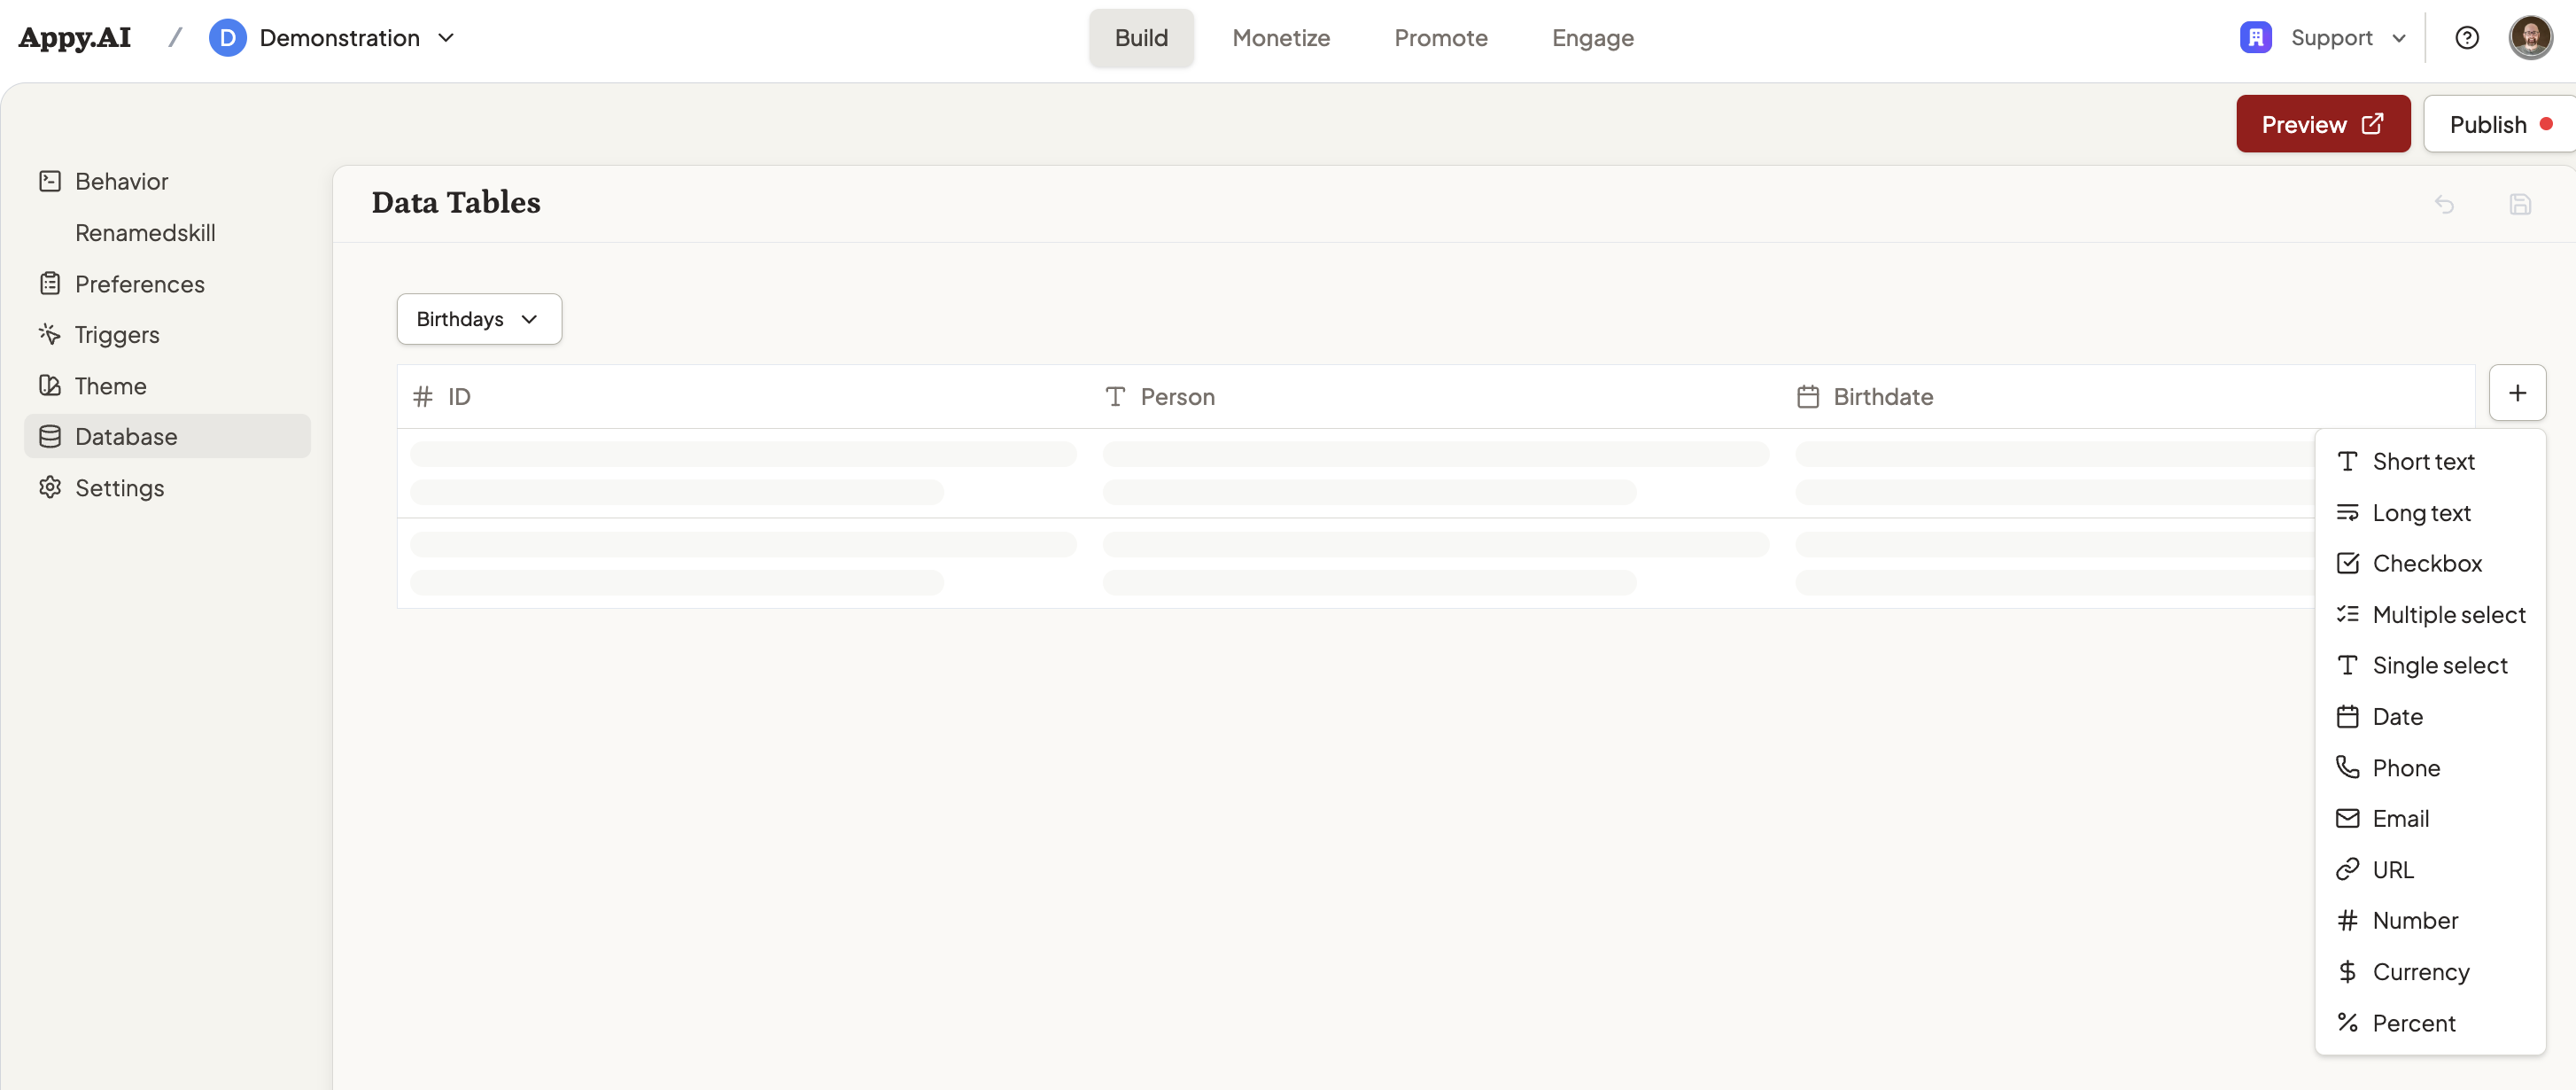 Appy.AI / D Demonstration Build Monetize Promote Engage Support
Preview Publish
Behavior
Renamedskill
Preferences
Triggers
Theme
Database
Settings
Data Tables
Birthdays
# ID Person Birthdate +
Short text
Long text
Checkbox
Multiple select
Single select
Date
Phone
Email
URL
# Number
$ Currency
% Percent